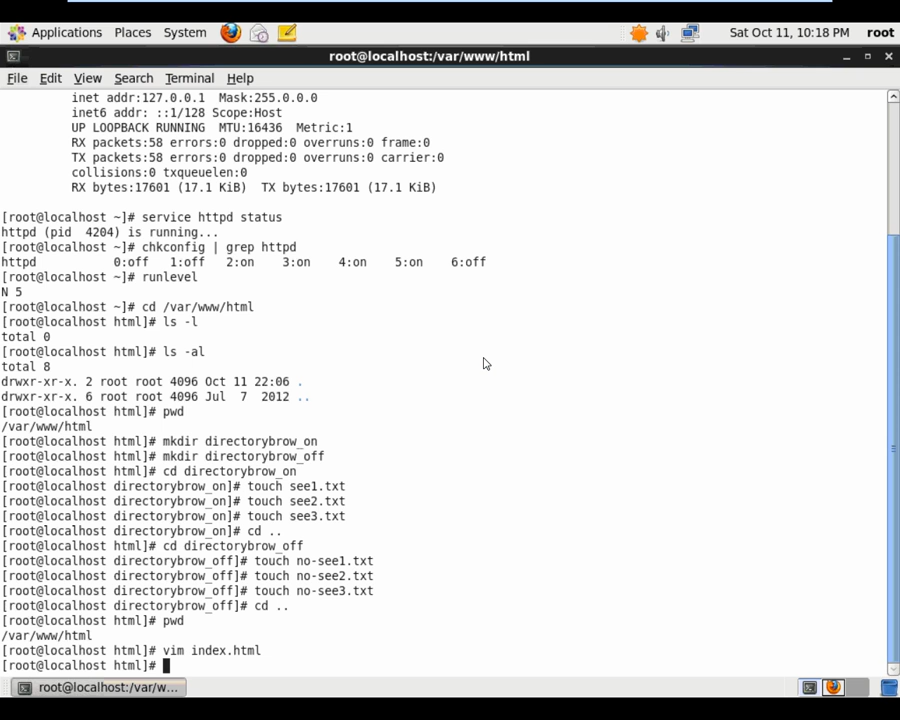 Applications Places System Sat Oct 11, 10:18 PM root
root@localhost:/var/www/html
File Edit View Search Terminal Help
inet addr:127.0.0.1 Mask:255.0.0.0
inet6 addr: ::1/128 Scope:Host
UP LOOPBACK RUNNING MTU:16436 Metric:1
RX packets:58 errors:0 dropped:0 overruns:0 frame:0
TX packets:58 errors:0 dropped:0 overruns:0 carrier:0
collisions:0 txqueuelen:0
RX bytes:17601 (17.1 KiB) TX bytes:17601 (17.1 KiB)
[root@localhost ~]# service httpd status
httpd (pid 4204) is running...
[root@localhost ~]# chkconfig | grep httpd
httpd 0:off 1:off 2:on 3:on 4:on 5:on 6:off
[root@localhost ~]# runlevel
N 5
[root@localhost ~]# cd /var/www/html
[root@localhost html]# ls -l
total 0
[root@localhost html]# ls -al
total 8
drwxr-xr-x. 2 root root 4096 Oct 11 22:06 .
drwxr-xr-x. 6 root root 4096 Jul 7 2012 ..
[root@localhost html]# pwd
/var/www/html
[root@localhost html]# mkdir directorybrow_on
[root@localhost html]# mkdir directorybrow_off
[root@localhost html]# cd directorybrow_on
[root@localhost directorybrow_on]# touch see1.txt
[root@localhost directorybrow_on]# touch see2.txt
[root@localhost directorybrow_on]# touch see3.txt
[root@localhost directorybrow_on]# cd ..
[root@localhost html]# cd directorybrow_off
[root@localhost directorybrow_off]# touch no-see1.txt
[root@localhost directorybrow_off]# touch no-see2.txt
[root@localhost directorybrow_off]# touch no-see3.txt
[root@localhost directorybrow_off]# cd ..
[root@localhost html]# pwd
/var/www/html
[root@localhost html]# vim index.html
[root@localhost html]#
root@localhost:/var/w...